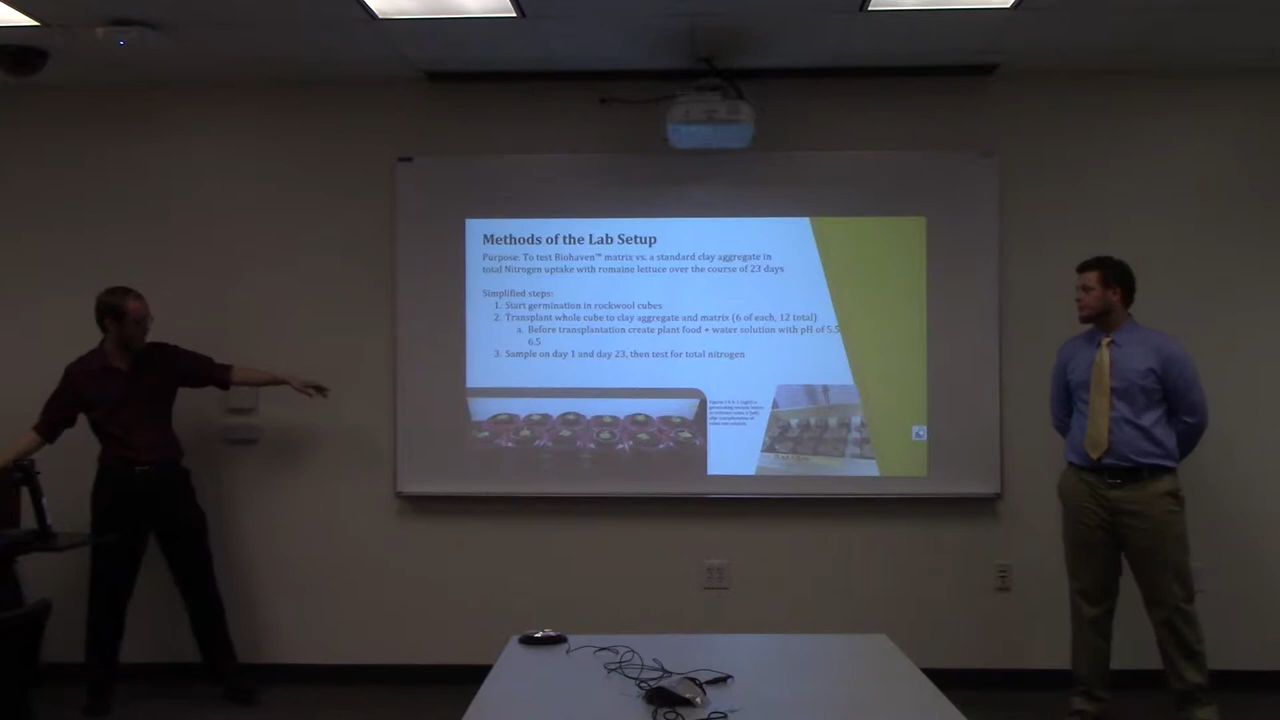 Methods of the Lab Setup
Purpose: To test Biohaven™ matrix vs. a standard clay aggregate in
total Nitrogen uptake with romaine lettuce over the course of 23 days
Simplified steps:
1. Start germination in rockwool cubes
2. Transplant whole cube to clay aggregate and matrix (6 of each, 12 total)
a. Before transplantation create plant food + water solution with pH of 5.5
6.5
3. Sample on day 1 and day 23, then test for total nitrogen